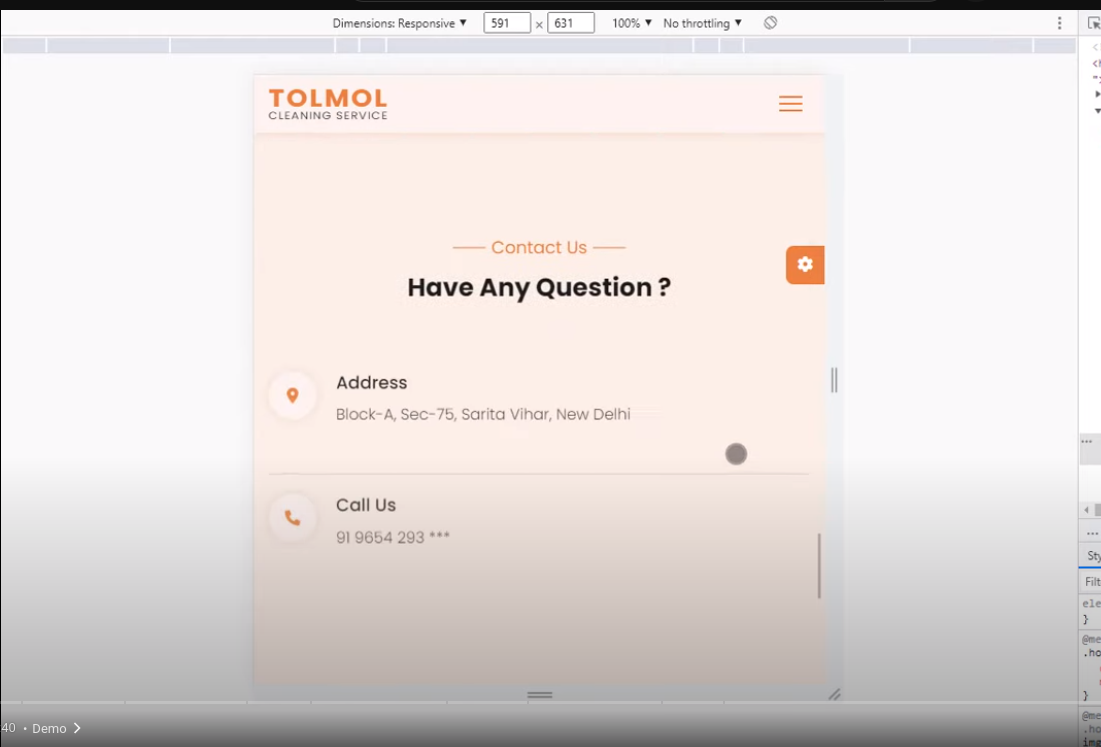 Dimensions: Responsive ▼ 591 × 631 100% ▼ No throttling ▼
TOLMOL
CLEANING SERVICE
Contact Us
Have Any Question ?
Address
Block-A, Sec-75, Sarita Vihar, New Delhi
Call Us
91 9654 293 ***
Sty
Filt
ele
}
@me
.ho
}
@me
.ho
ima
:40 • Demo